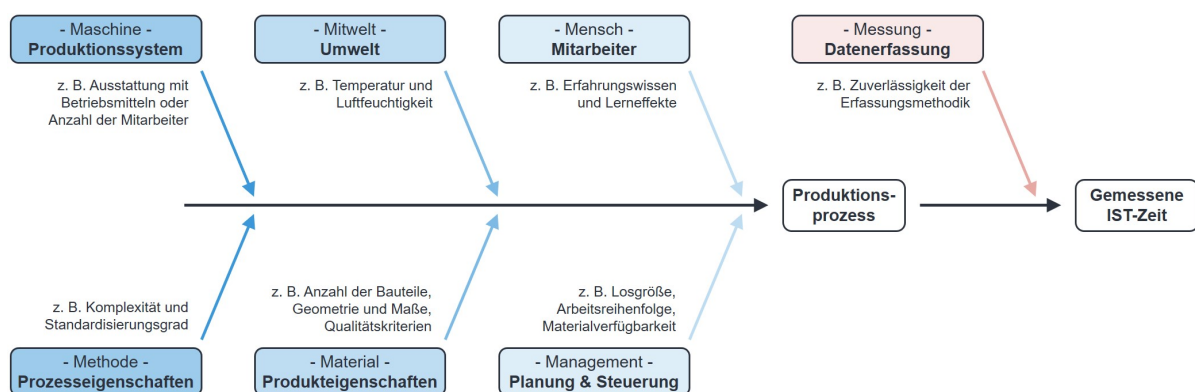 - Maschine -
Produktionssystem
z. B. Ausstattung mit
Betriebsmitteln oder
Anzahl der Mitarbeiter
- Mitwelt -
Umwelt
z. B. Temperatur und
Luftfeuchtigkeit
- Mensch -
Mitarbeiter
z. B. Erfahrungswissen
und Lerneffekte
- Messung -
Datenerfassung
z. B. Zuverlässigkeit der
Erfassungsmethodik
Produktions-
prozess
Gemessene
IST-Zeit
z. B. Komplexität und
Standardisierungsgrad
- Methode -
Prozesseigenschaften
z. B. Anzahl der Bauteile,
Geometrie und Maße,
Qualitätskriterien
- Material -
Produkteigenschaften
z. B. Losgröße,
Arbeitsreihenfolge,
Materialverfügbarkeit
- Management -
Planung & Steuerung